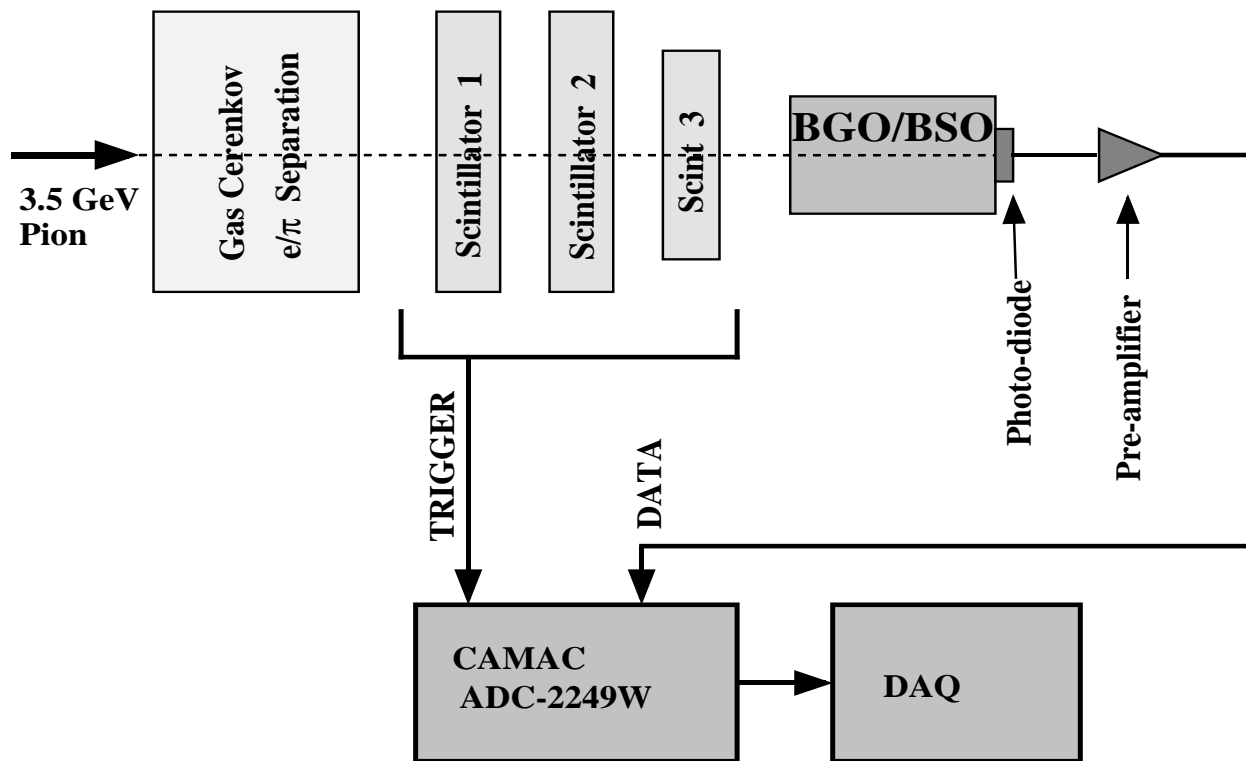 3.5 GeV
Pion
Gas Cerenkov
e/π Separation
Scintillator 1
Scintillator 2
Scint 3
BGO/BSO
Photo-diode
Pre-amplifier
TRIGGER
DATA
CAMAC
ADC-2249W
DAQ